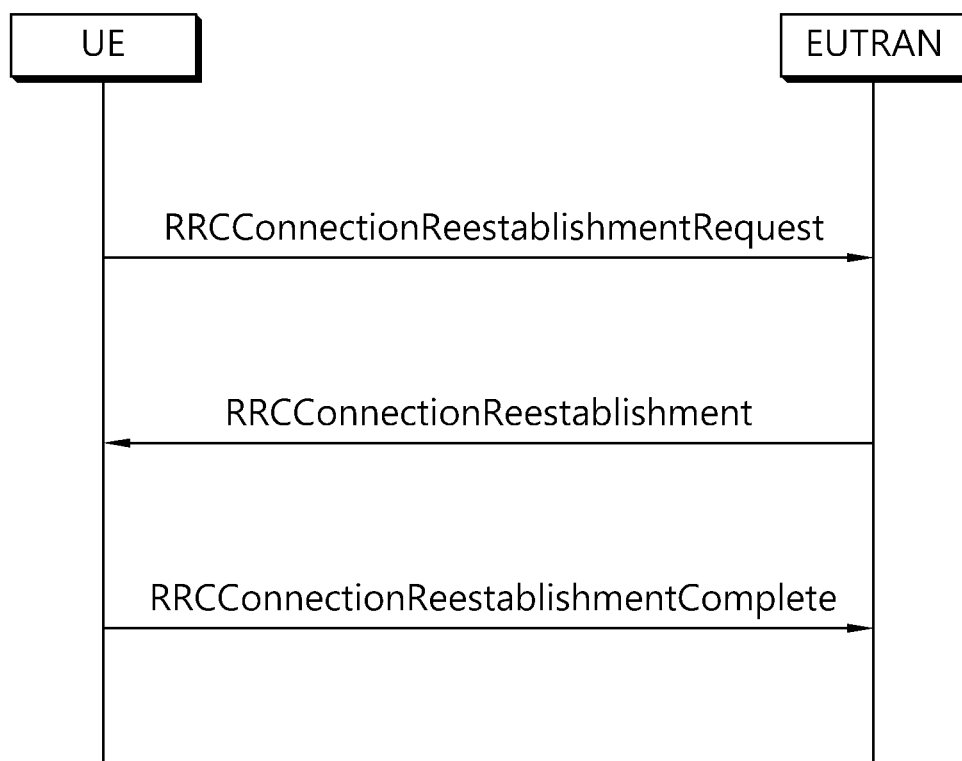 UE
EUTRAN
RRCConnectionReestablishmentRequest
RRCConnectionReestablishment
RRCConnectionReestablishmentComplete